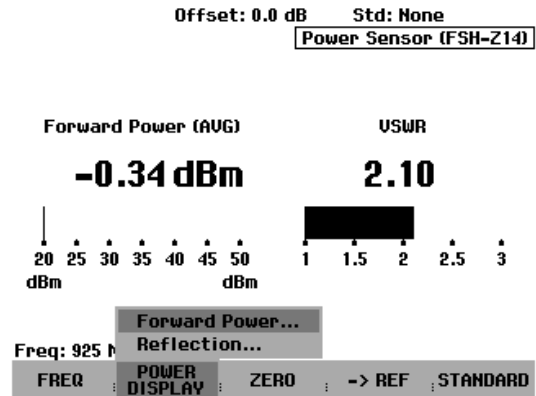 Offset: 0.0 dB Std: None
Power Sensor (FSH-Z14)
Forward Power (AVG) VSWR
-0.34 dBm 2.10
20 25 30 35 40 45 50 1 1.5 2 2.5 3
dBm dBm
Forward Power...
Reflection...
Freq: 925 M
FREQ POWER DISPLAY ZERO -> REF STANDARD